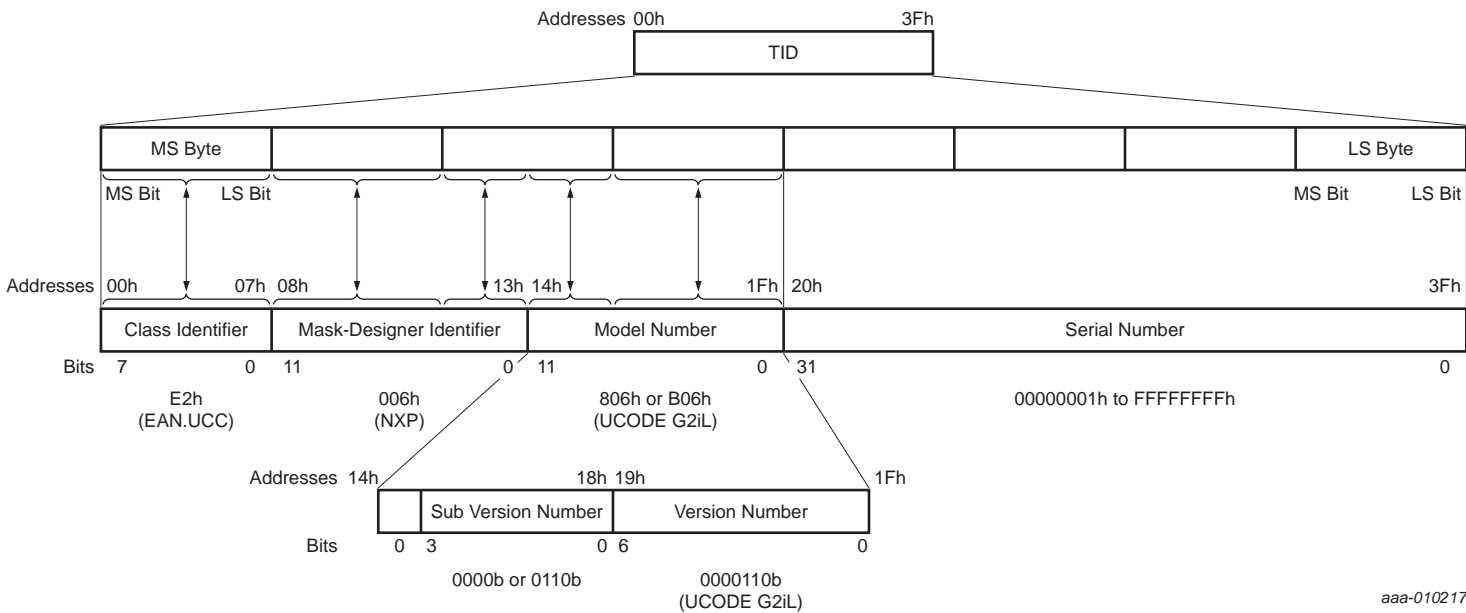 Addresses 00h 3Fh
TID
MS Byte LS Byte
MS Bit LS Bit MS Bit LS Bit
Addresses 00h 07h 08h 13h 14h 1Fh 20h 3Fh
Class Identifier Mask-Designer Identifier Model Number Serial Number
Bits 7 0 11 0 11 0 31 0
E2h 006h 806h or B06h 00000001h to FFFFFFFFh
(EAN.UCC) (NXP) (UCODE G2iL)
Addresses 14h 18h 19h 1Fh
Sub Version Number Version Number
Bits 0 3 0 6 0
0000b or 0110b 0000110b
(UCODE G2iL)
aaa-010217